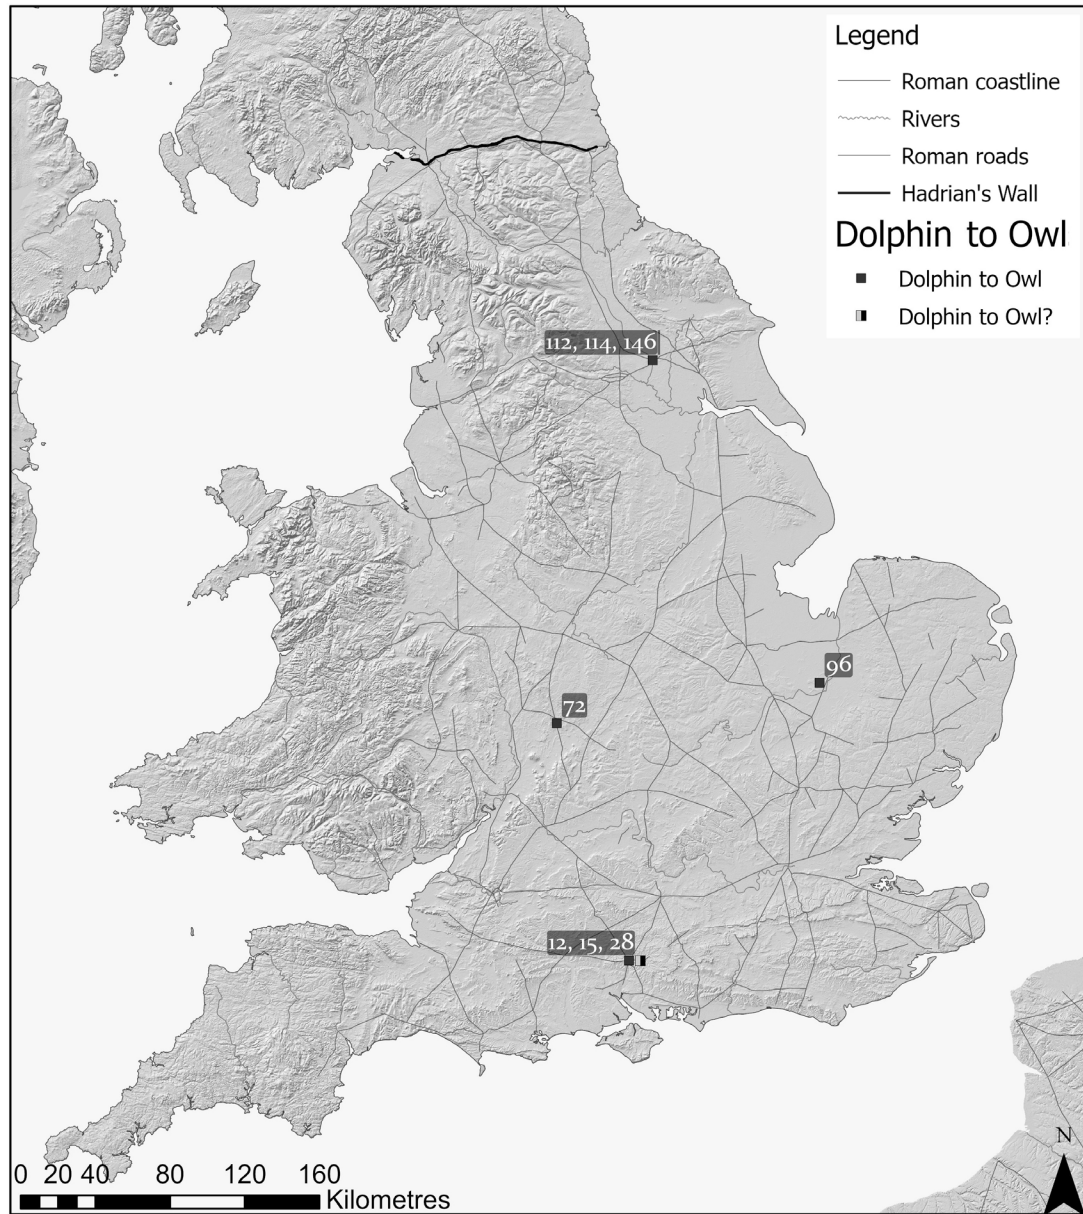 Legend
Roman coastline
Rivers
Roman roads
Hadrian's Wall
Dolphin to Owl
Dolphin to Owl
Dolphin to Owl?
112, 114, 146
96
72
12, 15, 28
N
0 20 40 80 120 160
Kilometres